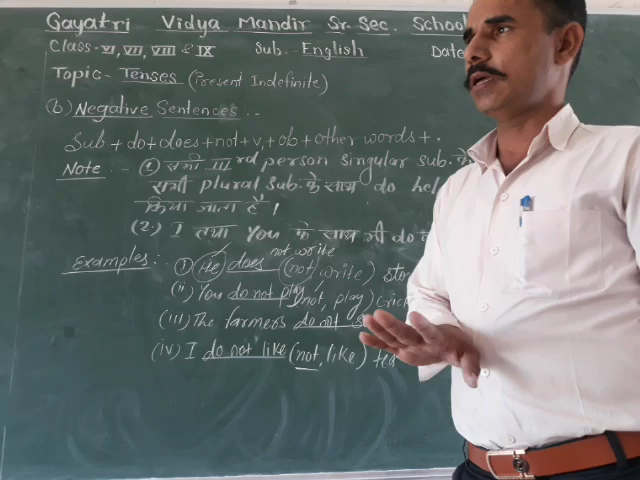 Gayatri Vidya Mandir Sr. Sec. School
Class-VI, VII, VIII & IX Sub. English Date
Topic- Tenses (Present Indefinite)
(b) Negative Sentences :-
Sub + do+does+not+v₁+ob+other words+.
Note :- (1) सभी III rd person singular sub. के
सभी plural sub. के साथ do hel
किया जाता है।
(2.) I तथा You के साथ भी do
not write
Examples:- (i) (He) does (not, write)
(ii) You do not play (not, play) cric
(iii) The farmers do not
(iv) I do not like (not, like) tea